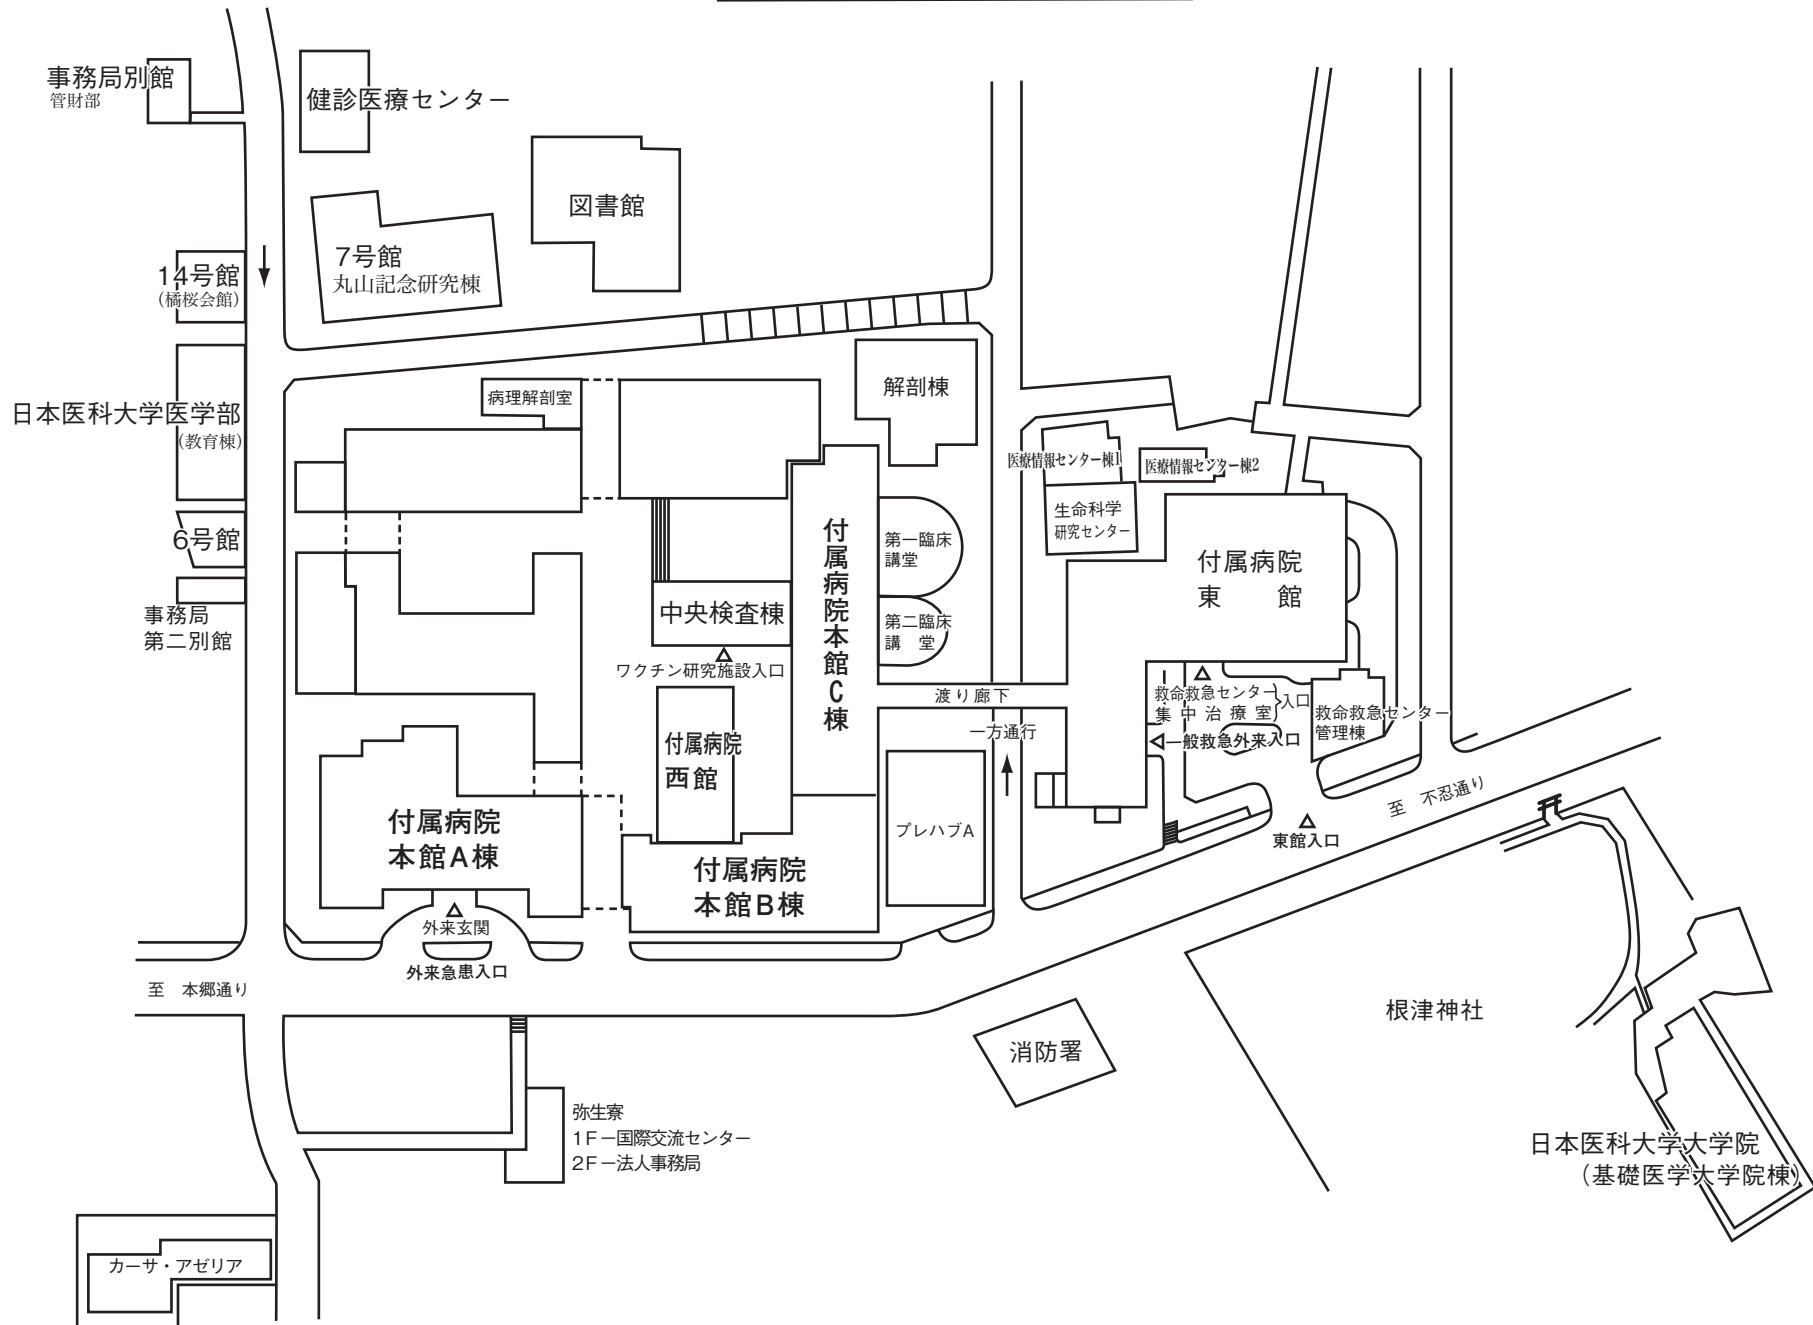 事務局別館
管財部
健診医療センター
図書館
7号館
丸山記念研究棟
14号館
(橘桜会館)
日本医科大学医学部
(教育棟)
6号館
事務局
第二別館
病理解剖室
解剖棟
医療情報センター棟1
医療情報センター棟2
生命科学
研究センター
付属病院
東　館
付属病院本館C棟
第一臨床
講堂
第二臨床
講　堂
中央検査棟
ワクチン研究施設入口
渡り廊下
一方通行
救命救急センター
集中治療室
入口
一般救急外来入口
救命救急センター
管理棟
付属病院
西館
付属病院
本館A棟
付属病院
本館B棟
プレハブA
東館入口
至　不忍通り
外来玄関
外来急患入口
至　本郷通り
根津神社
消防署
弥生寮
1F－国際交流センター
2F－法人事務局
日本医科大学大学院
(基礎医学大学院棟)
カーサ・アゼリア